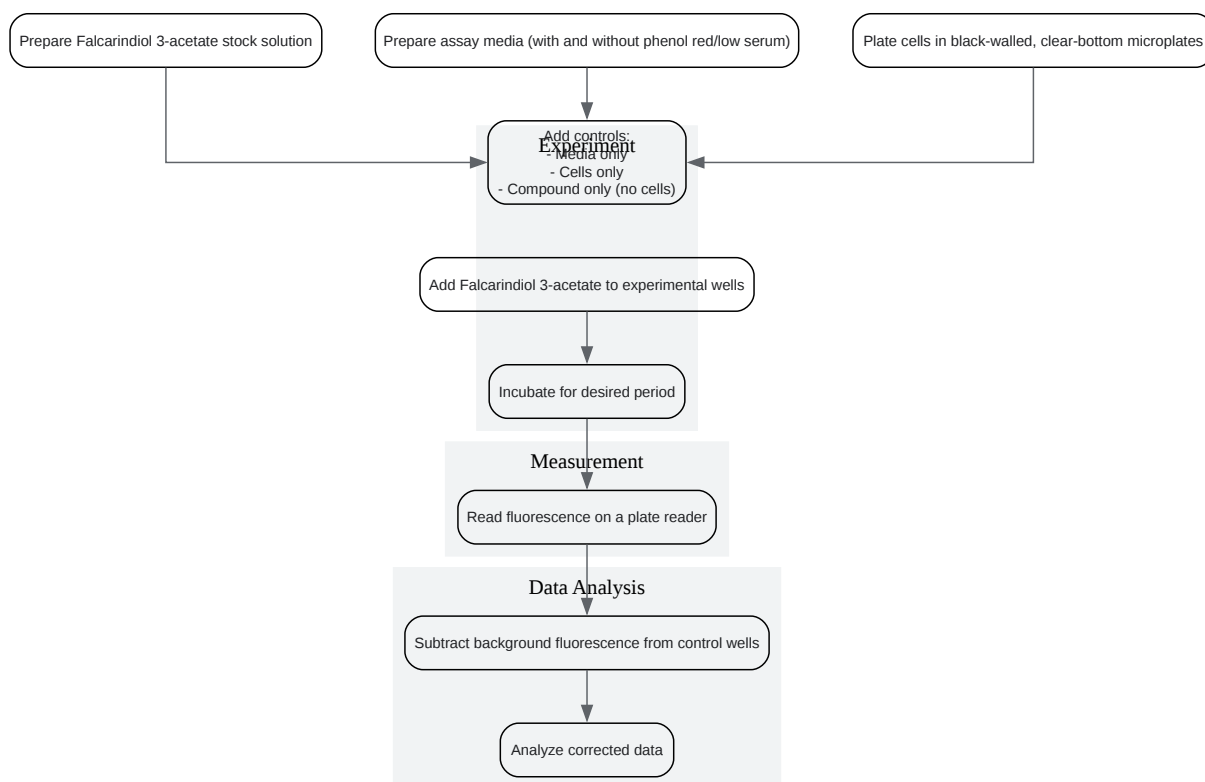 Prepare Falcarindiol 3-acetate stock solution
Prepare assay media (with and without phenol red/low serum)
Plate cells in black-walled, clear-bottom microplates
Experiment
Add controls:
- Media only
- Cells only
- Compound only (no cells)
Add Falcarindiol 3-acetate to experimental wells
Incubate for desired period
Measurement
Read fluorescence on a plate reader
Data Analysis
Subtract background fluorescence from control wells
Analyze corrected data